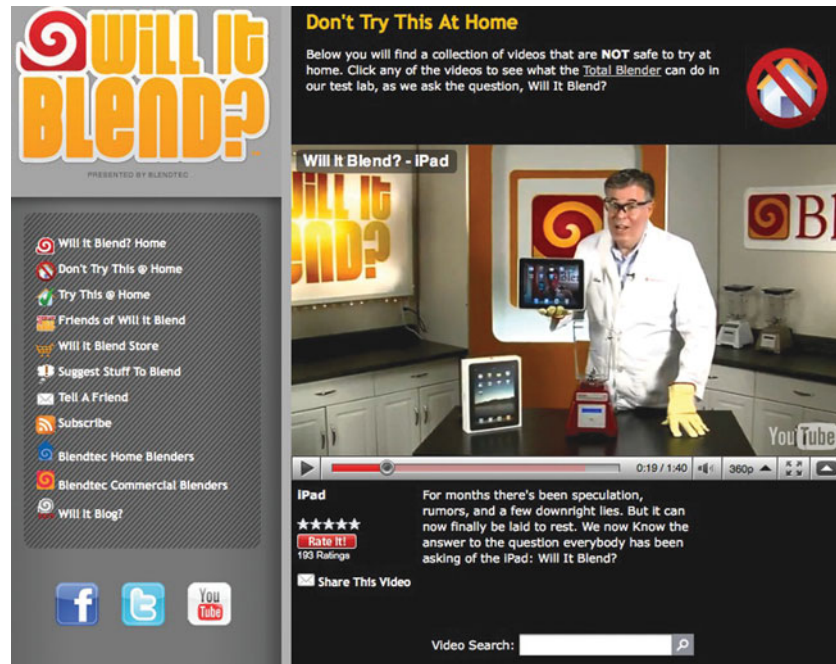 WiLL it
BLEND?
PRESENTED BY BLENDTEC
Will It Blend? Home
Don't Try This @ Home
Try This @ Home
Friends of Will it Blend
Will It Blend Store
Suggest Stuff To Blend
Tell A Friend
Subscribe
Blendtec Home Blenders
Blendtec Commercial Blenders
Will It Blog?
f
t
You
Tube
Don't Try This At Home
Below you will find a collection of videos that are NOT safe to try at
home. Click any of the videos to see what the Total Blender can do in
our test lab, as we ask the question, Will It Blend?
Will It Blend? - iPad
WiLL it
BLEND?
Bl
YouTube
0:19 / 1:40
360p
iPad
Rate It!
193 Ratings
Share This Video
For months there's been speculation,
rumors, and a few downright lies. But it can
now finally be laid to rest. We now Know the
answer to the question everybody has been
asking of the iPad: Will It Blend?
Video Search: